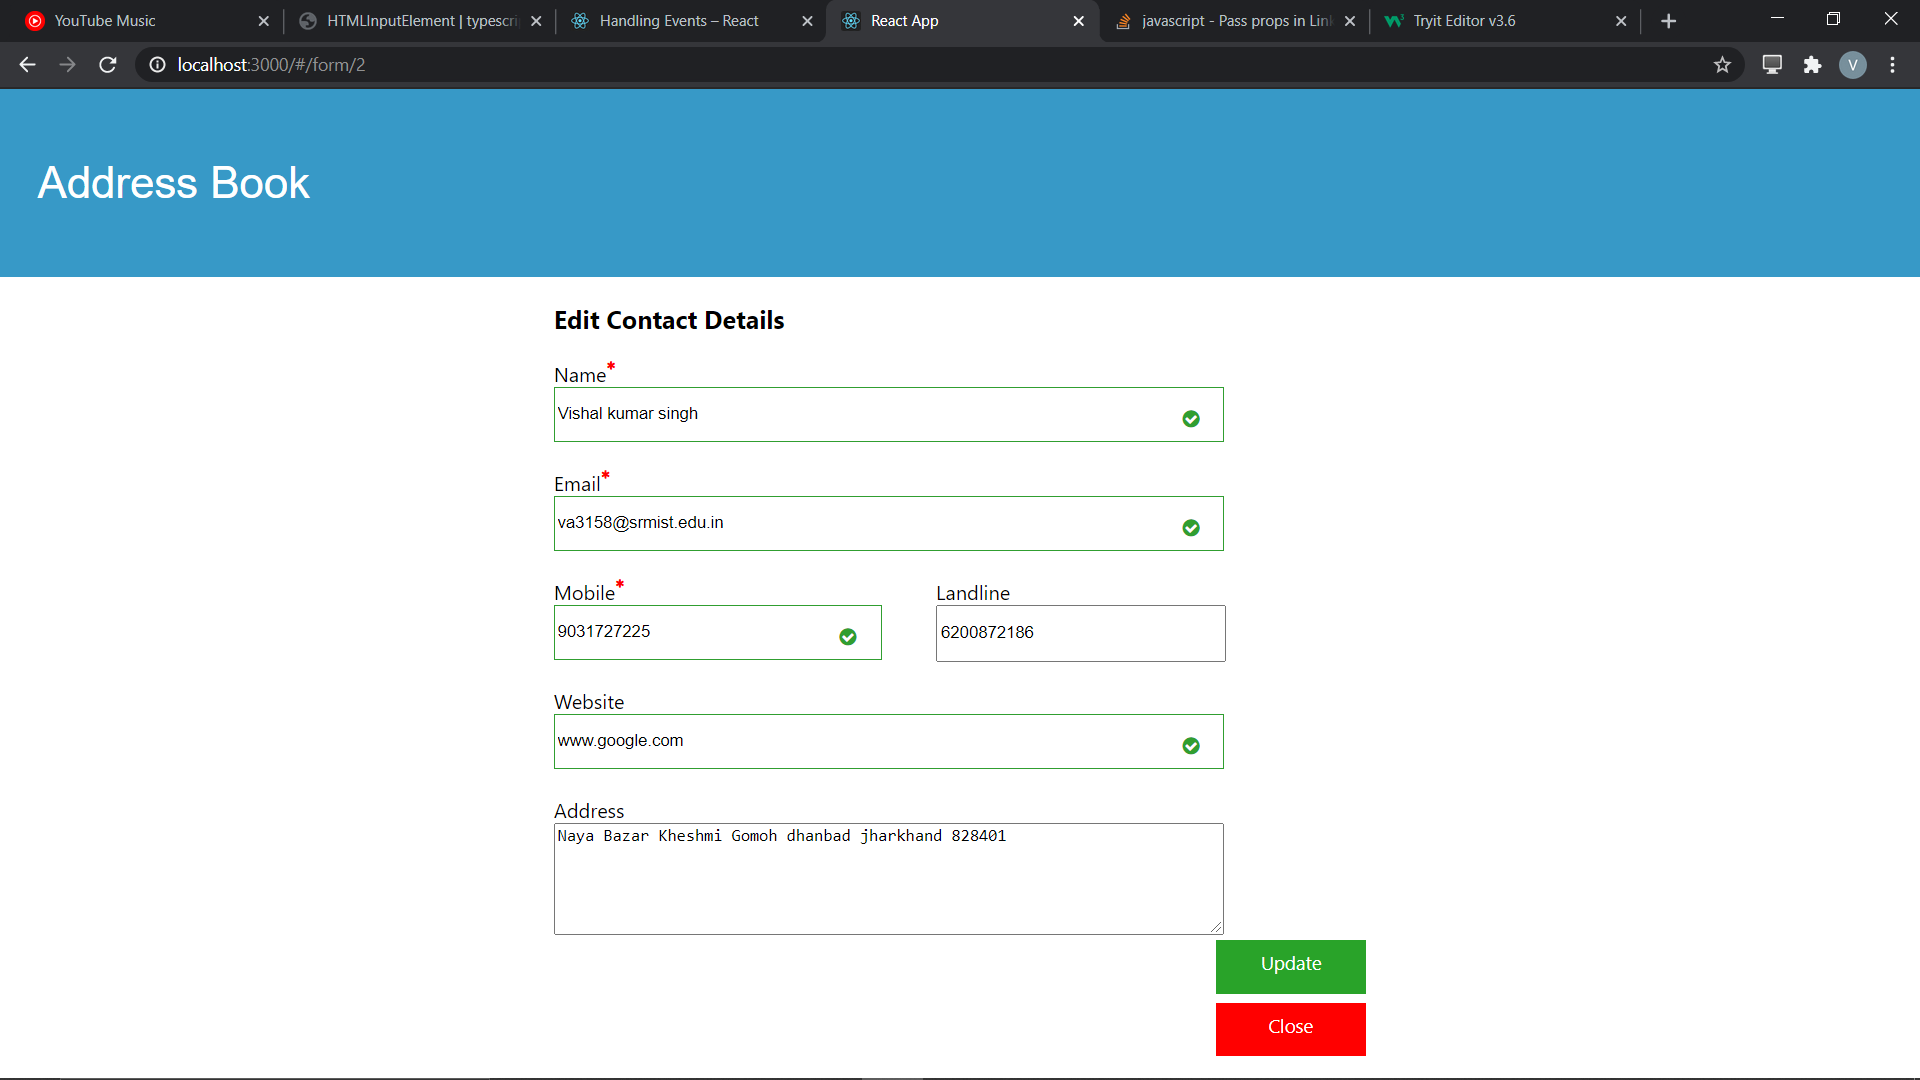 YouTube Music
HTMLInputElement | typescri
Handling Events – React
React App
javascript - Pass props in Lin
Tryit Editor v3.6
localhost:3000/#/form/2
V
Address Book
Edit Contact Details
Name*
Vishal kumar singh
Email*
va3158@srmist.edu.in
Mobile* Landline
9031727225 6200872186
Website
www.google.com
Address
Naya Bazar Kheshmi Gomoh dhanbad jharkhand 828401
Update
Close